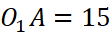 O₁A = 15